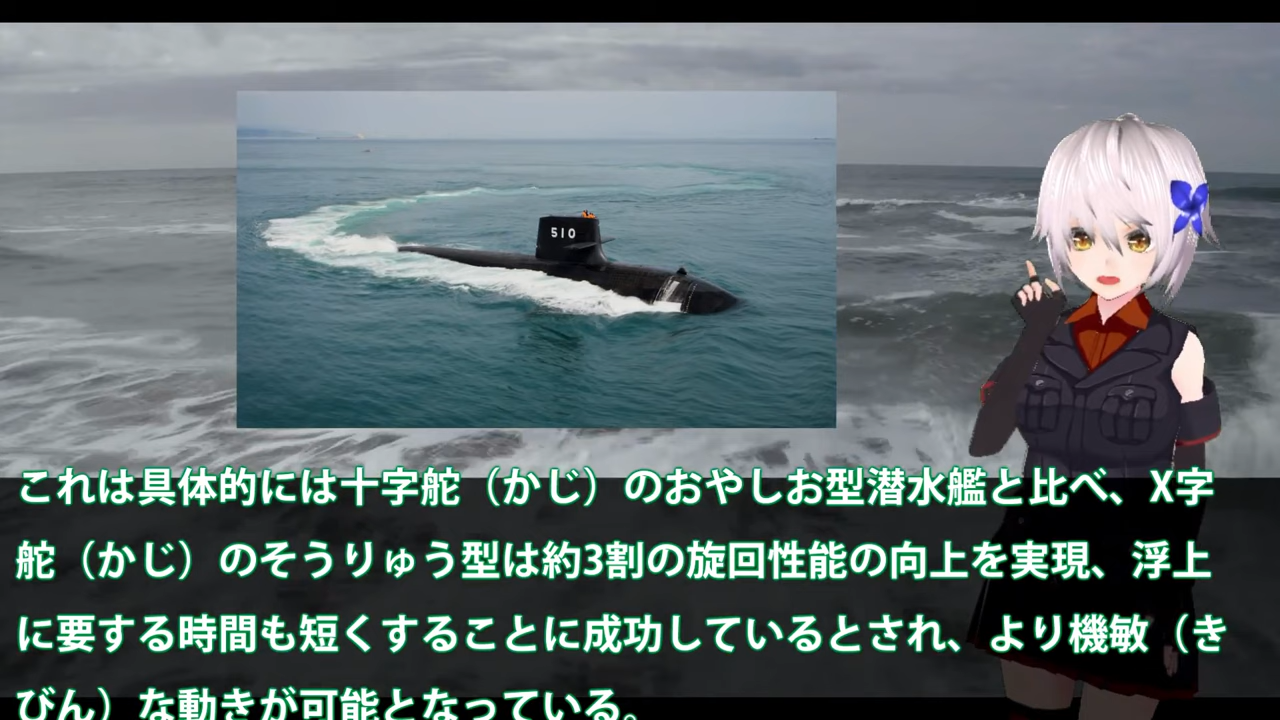 510
これは具体的には十字舵（かじ）のおやしお型潜水艦と比べ、X字
舵（かじ）のそうりゅう型は約3割の旋回性能の向上を実現、浮上
に要する時間も短くすることに成功しているとされ、より機敏（き
びん）な動きが可能となっている。